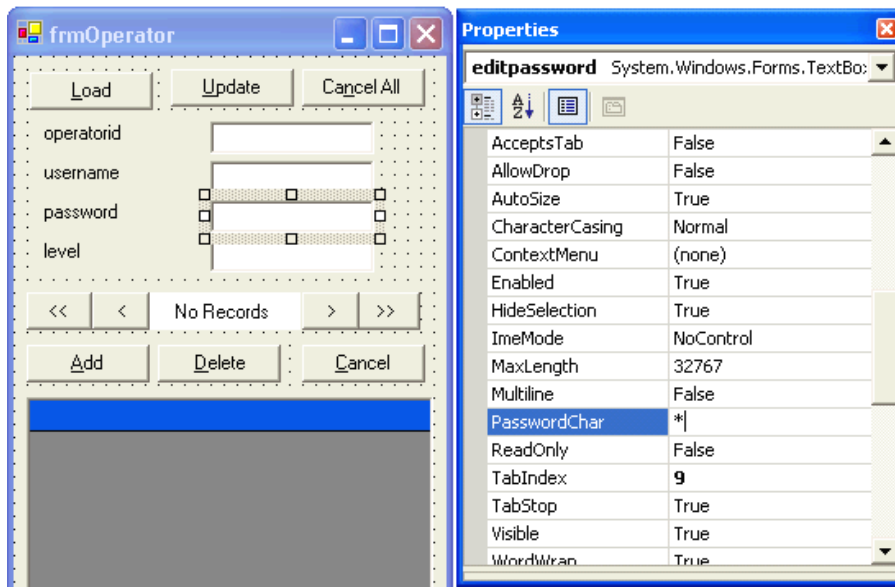 frmOperator
Load Update Cancel All
operatorid
username
password
level
<< < No Records > >>
Add Delete Cancel
Properties
editpassword System.Windows.Forms.TextBo
AcceptsTab False
AllowDrop False
AutoSize True
CharacterCasing Normal
ContextMenu (none)
Enabled True
HideSelection True
ImeMode NoControl
MaxLength 32767
Multiline False
PasswordChar *
ReadOnly False
TabIndex 9
TabStop True
Visible True
WordWrap True